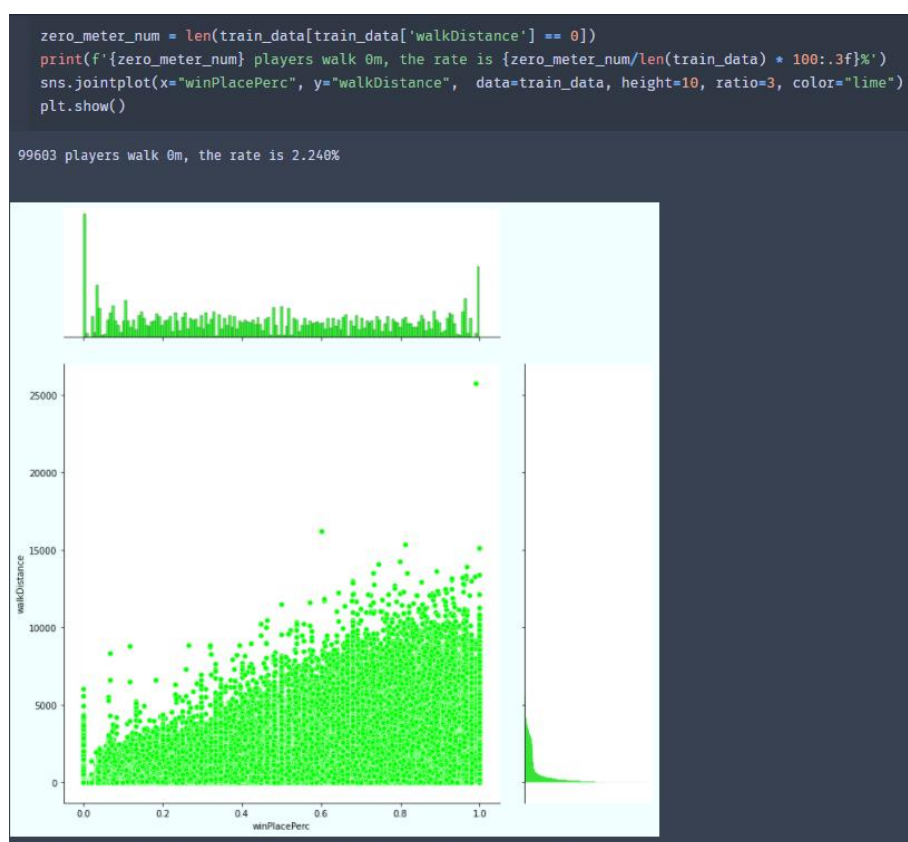 zero_meter_num = len(train_data[train_data['walkDistance'] == 0])
print(f'{zero_meter_num} players walk 0m, the rate is {zero_meter_num/len(train_data) * 100:.3f}%')
sns.jointplot(x="winPlacePerc", y="walkDistance",  data=train_data, height=10, ratio=3, color="lime")
plt.show()
99603 players walk 0m, the rate is 2.240%
25000
20000
15000
10000
5000
0
walkDistance
0.0 0.2 0.4 0.6 0.8 1.0
winPlacePerc